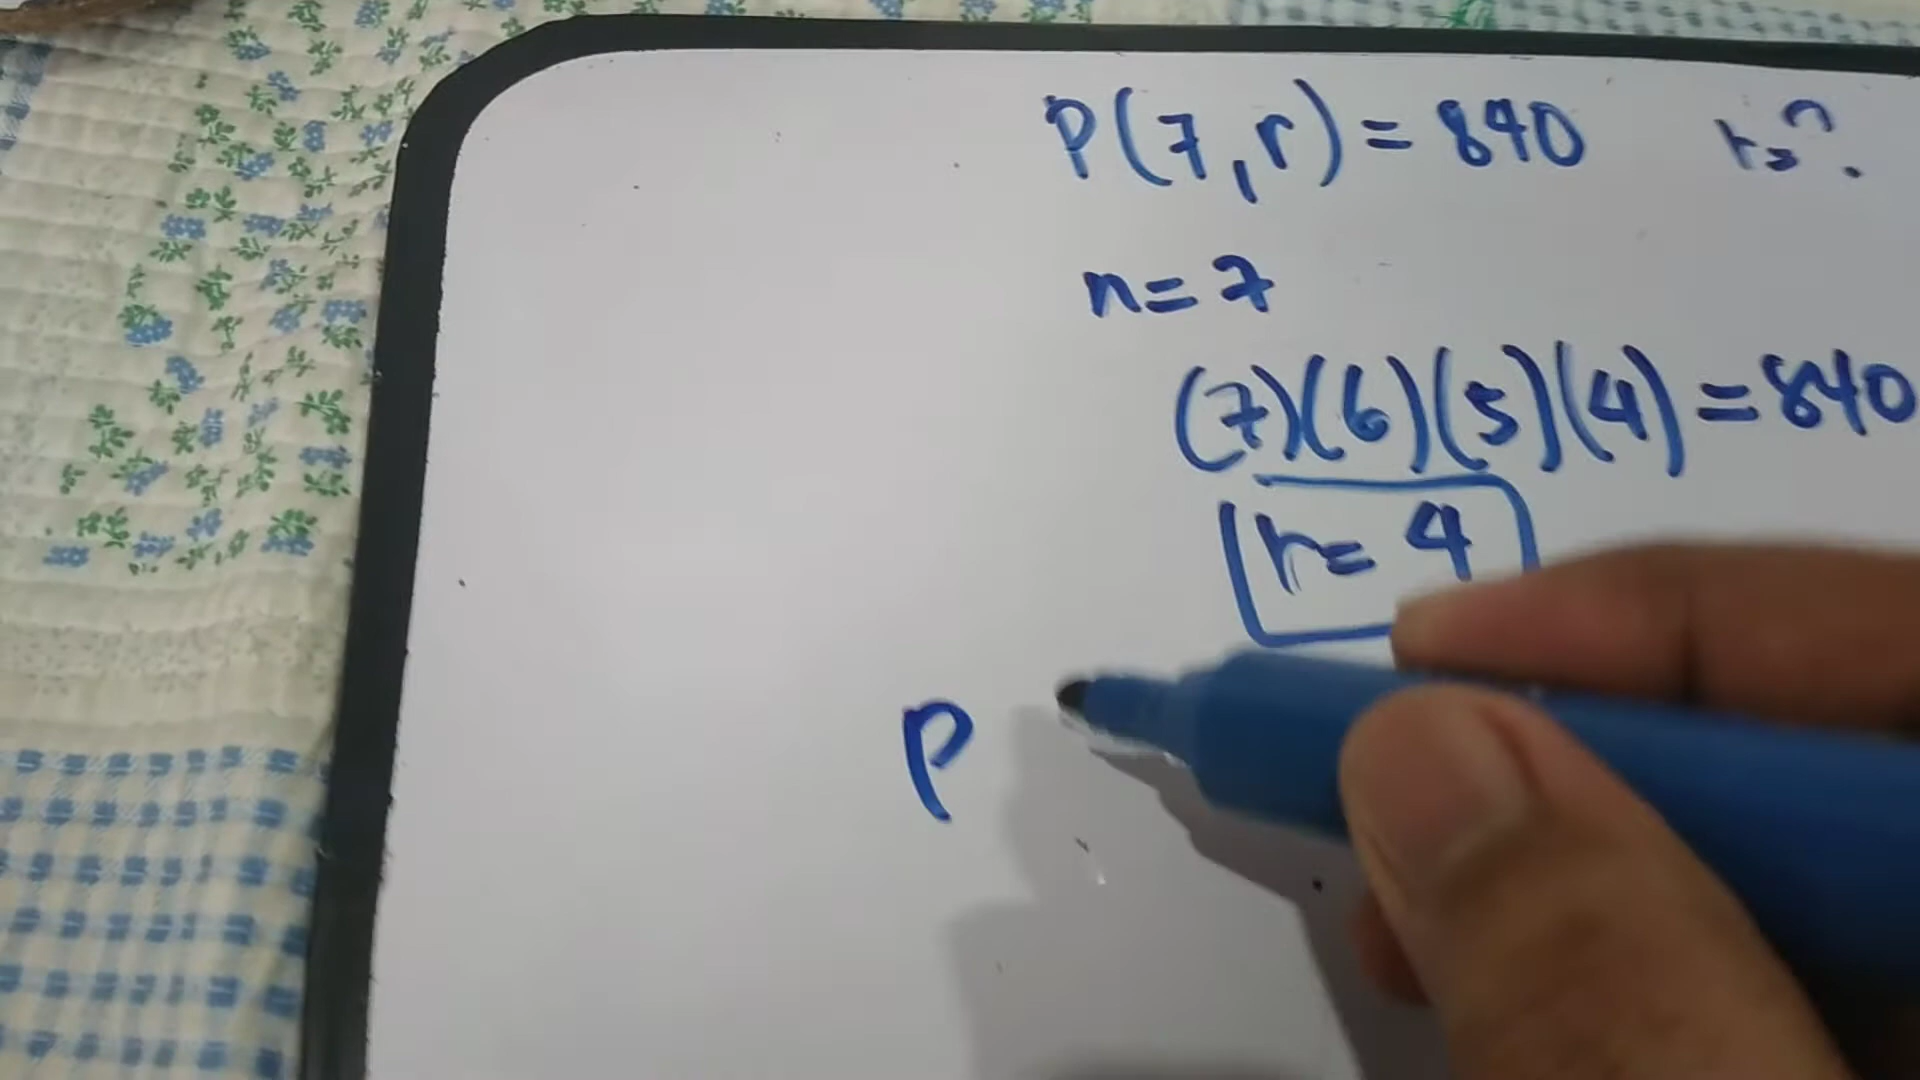 P(7,r) = 840 r=?
n=7
(7)(6)(5)(4)=840
r=4
P